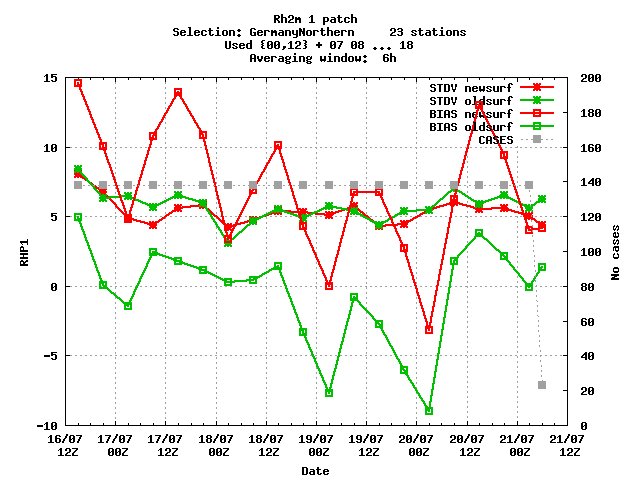 Rh2m 1 patch
Selection: GermanyNorthern 23 stations
Used {00,12} + 07 08 ... 18
Averaging window: 6h
STDV newsurf
STDV oldsurf
BIAS newsurf
BIAS oldsurf
CASES
15
10
5
0
-5
-10
200
180
160
140
120
100
80
60
40
20
0
RHP1
No cases
16/07 17/07 17/07 18/07 18/07 19/07 19/07 20/07 20/07 21/07 21/07
12Z 00Z 12Z 00Z 12Z 00Z 12Z 00Z 12Z 00Z 12Z
Date